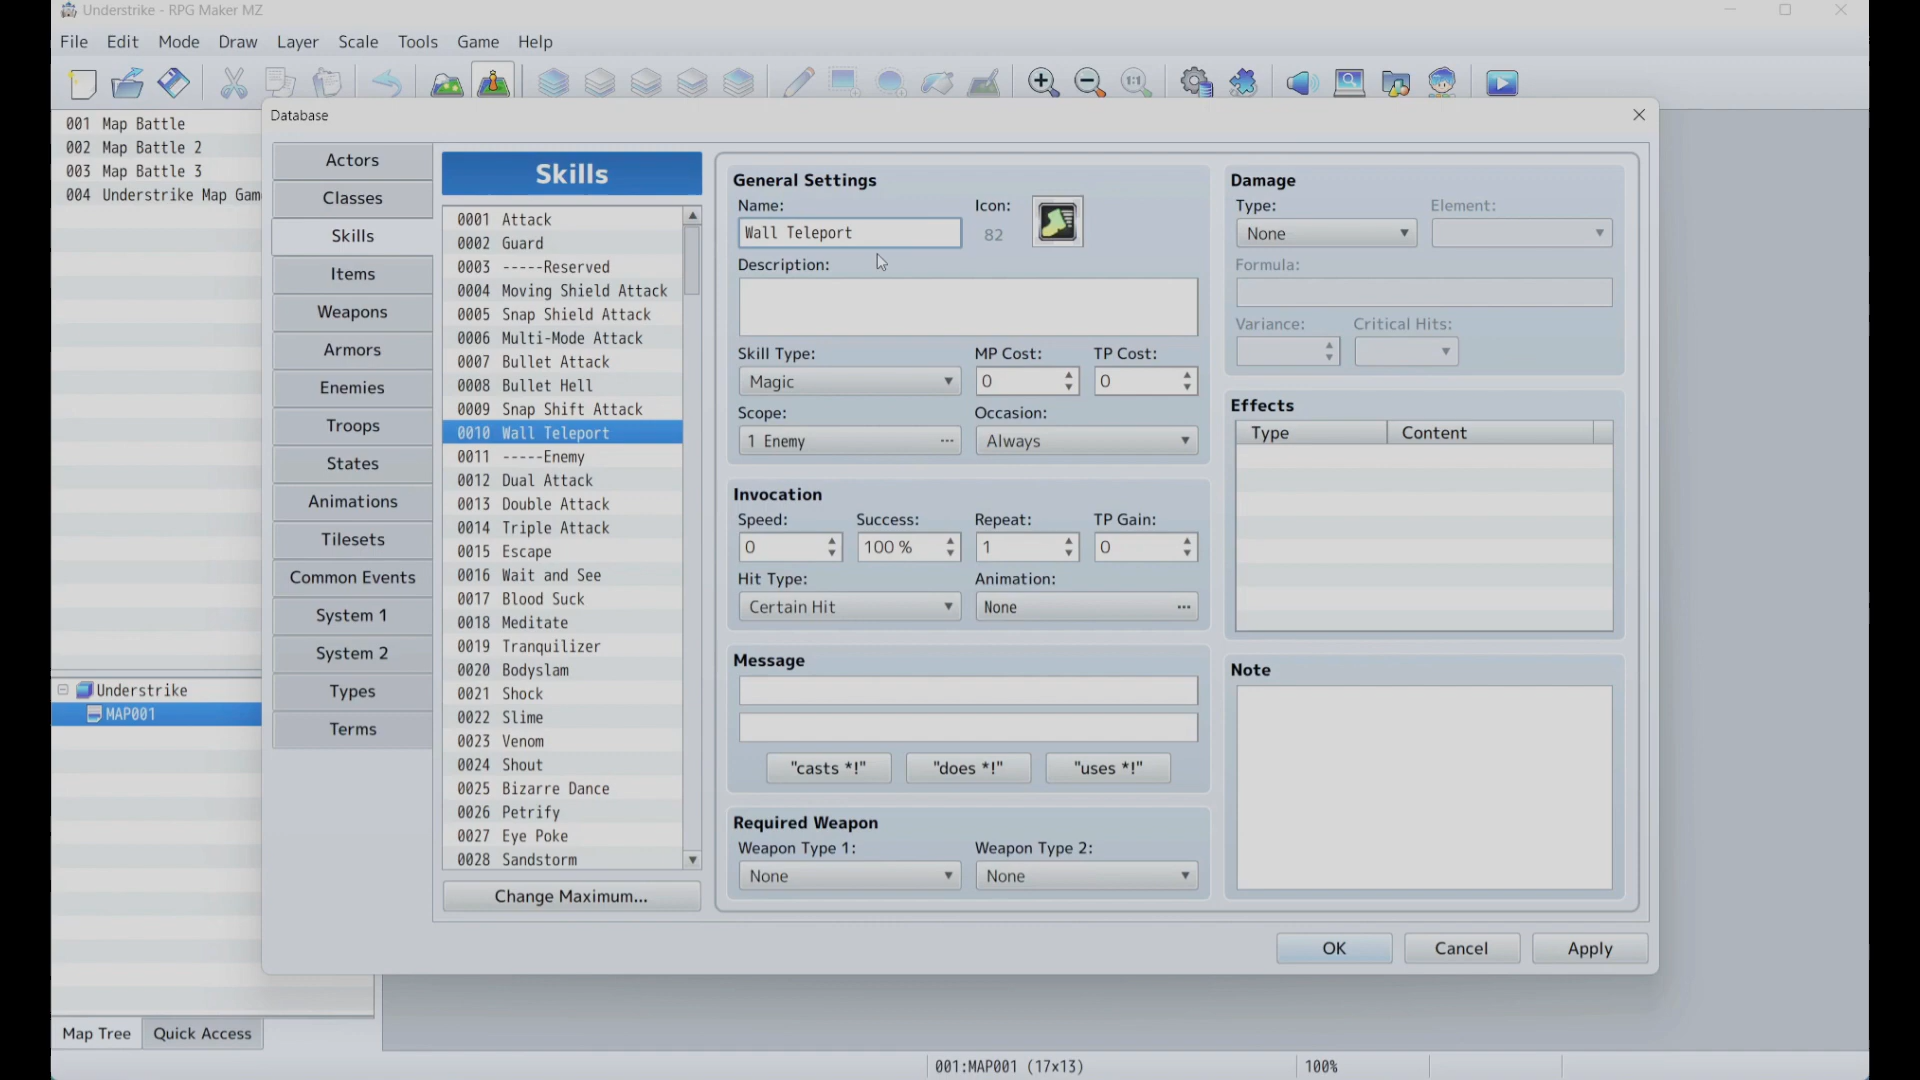 Understrike - RPG Maker MZ
File Edit Mode Draw Layer Scale Tools Game Help
001 Map Battle
002 Map Battle 2
003 Map Battle 3
004 Understrike Map Gam
Understrike
MAP001
Map Tree Quick Access
Database
Actors
Classes
Skills
Items
Weapons
Armors
Enemies
Troops
States
Animations
Tilesets
Common Events
System 1
System 2
Types
Terms
Skills
0001 Attack
0002 Guard
0003 -----Reserved
0004 Moving Shield Attack
0005 Snap Shield Attack
0006 Multi-Mode Attack
0007 Bullet Attack
0008 Bullet Hell
0009 Snap Shift Attack
0010 Wall Teleport
0011 -----Enemy
0012 Dual Attack
0013 Double Attack
0014 Triple Attack
0015 Escape
0016 Wait and See
0017 Blood Suck
0018 Meditate
0019 Tranquilizer
0020 Bodyslam
0021 Shock
0022 Slime
0023 Venom
0024 Shout
0025 Bizarre Dance
0026 Petrify
0027 Eye Poke
0028 Sandstorm
Change Maximum...
General Settings
Name: Icon:
Wall Teleport 82
Description:
Skill Type: MP Cost: TP Cost:
Magic 0 0
Scope: Occasion:
1 Enemy ... Always
Invocation
Speed: Success: Repeat: TP Gain:
0 100 % 1 0
Hit Type: Animation:
Certain Hit None ...
Message
"casts *!" "does *!" "uses *!"
Required Weapon
Weapon Type 1: Weapon Type 2:
None None
Damage
Type: Element:
None
Formula:
Variance: Critical Hits:
Effects
Type Content
Note
OK Cancel Apply
001:MAP001 (17x13) 100%
1:1